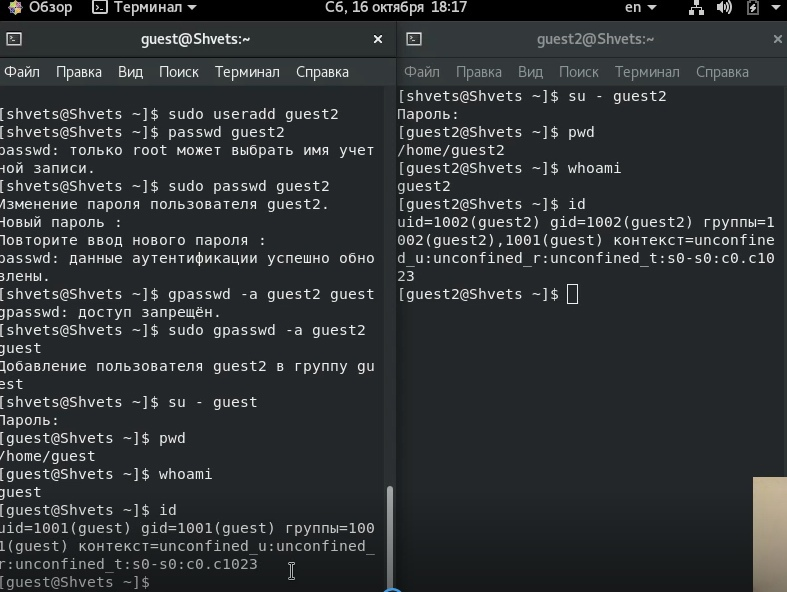 Обзор Терминал Сб, 16 октября 18:17 en
guest@Shvets:~
Файл Правка Вид Поиск Терминал Справка
[shvets@Shvets ~]$ sudo useradd guest2
[shvets@Shvets ~]$ passwd guest2
passwd: только root может выбрать имя учет
ной записи.
[shvets@Shvets ~]$ sudo passwd guest2
Изменение пароля пользователя guest2.
Новый пароль :
Повторите ввод нового пароля :
passwd: данные аутентификации успешно обно
влены.
[shvets@Shvets ~]$ gpasswd -a guest2 guest
gpasswd: доступ запрещён.
[shvets@Shvets ~]$ sudo gpasswd -a guest2
guest
Добавление пользователя guest2 в группу gu
est
[shvets@Shvets ~]$ su - guest
Пароль:
[guest@Shvets ~]$ pwd
/home/guest
[guest@Shvets ~]$ whoami
guest
[guest@Shvets ~]$ id
uid=1001(guest) gid=1001(guest) группы=100
1(guest) контекст=unconfined_u:unconfined_
r:unconfined_t:s0-s0:c0.c1023
[guest@Shvets ~]$
guest2@Shvets:~
Файл Правка Вид Поиск Терминал Справка
[shvets@Shvets ~]$ su - guest2
Пароль:
[guest2@Shvets ~]$ pwd
/home/guest2
[guest2@Shvets ~]$ whoami
guest2
[guest2@Shvets ~]$ id
uid=1002(guest2) gid=1002(guest2) группы=1
002(guest2),1001(guest) контекст=unconfine
d_u:unconfined_r:unconfined_t:s0-s0:c0.c10
23
[guest2@Shvets ~]$